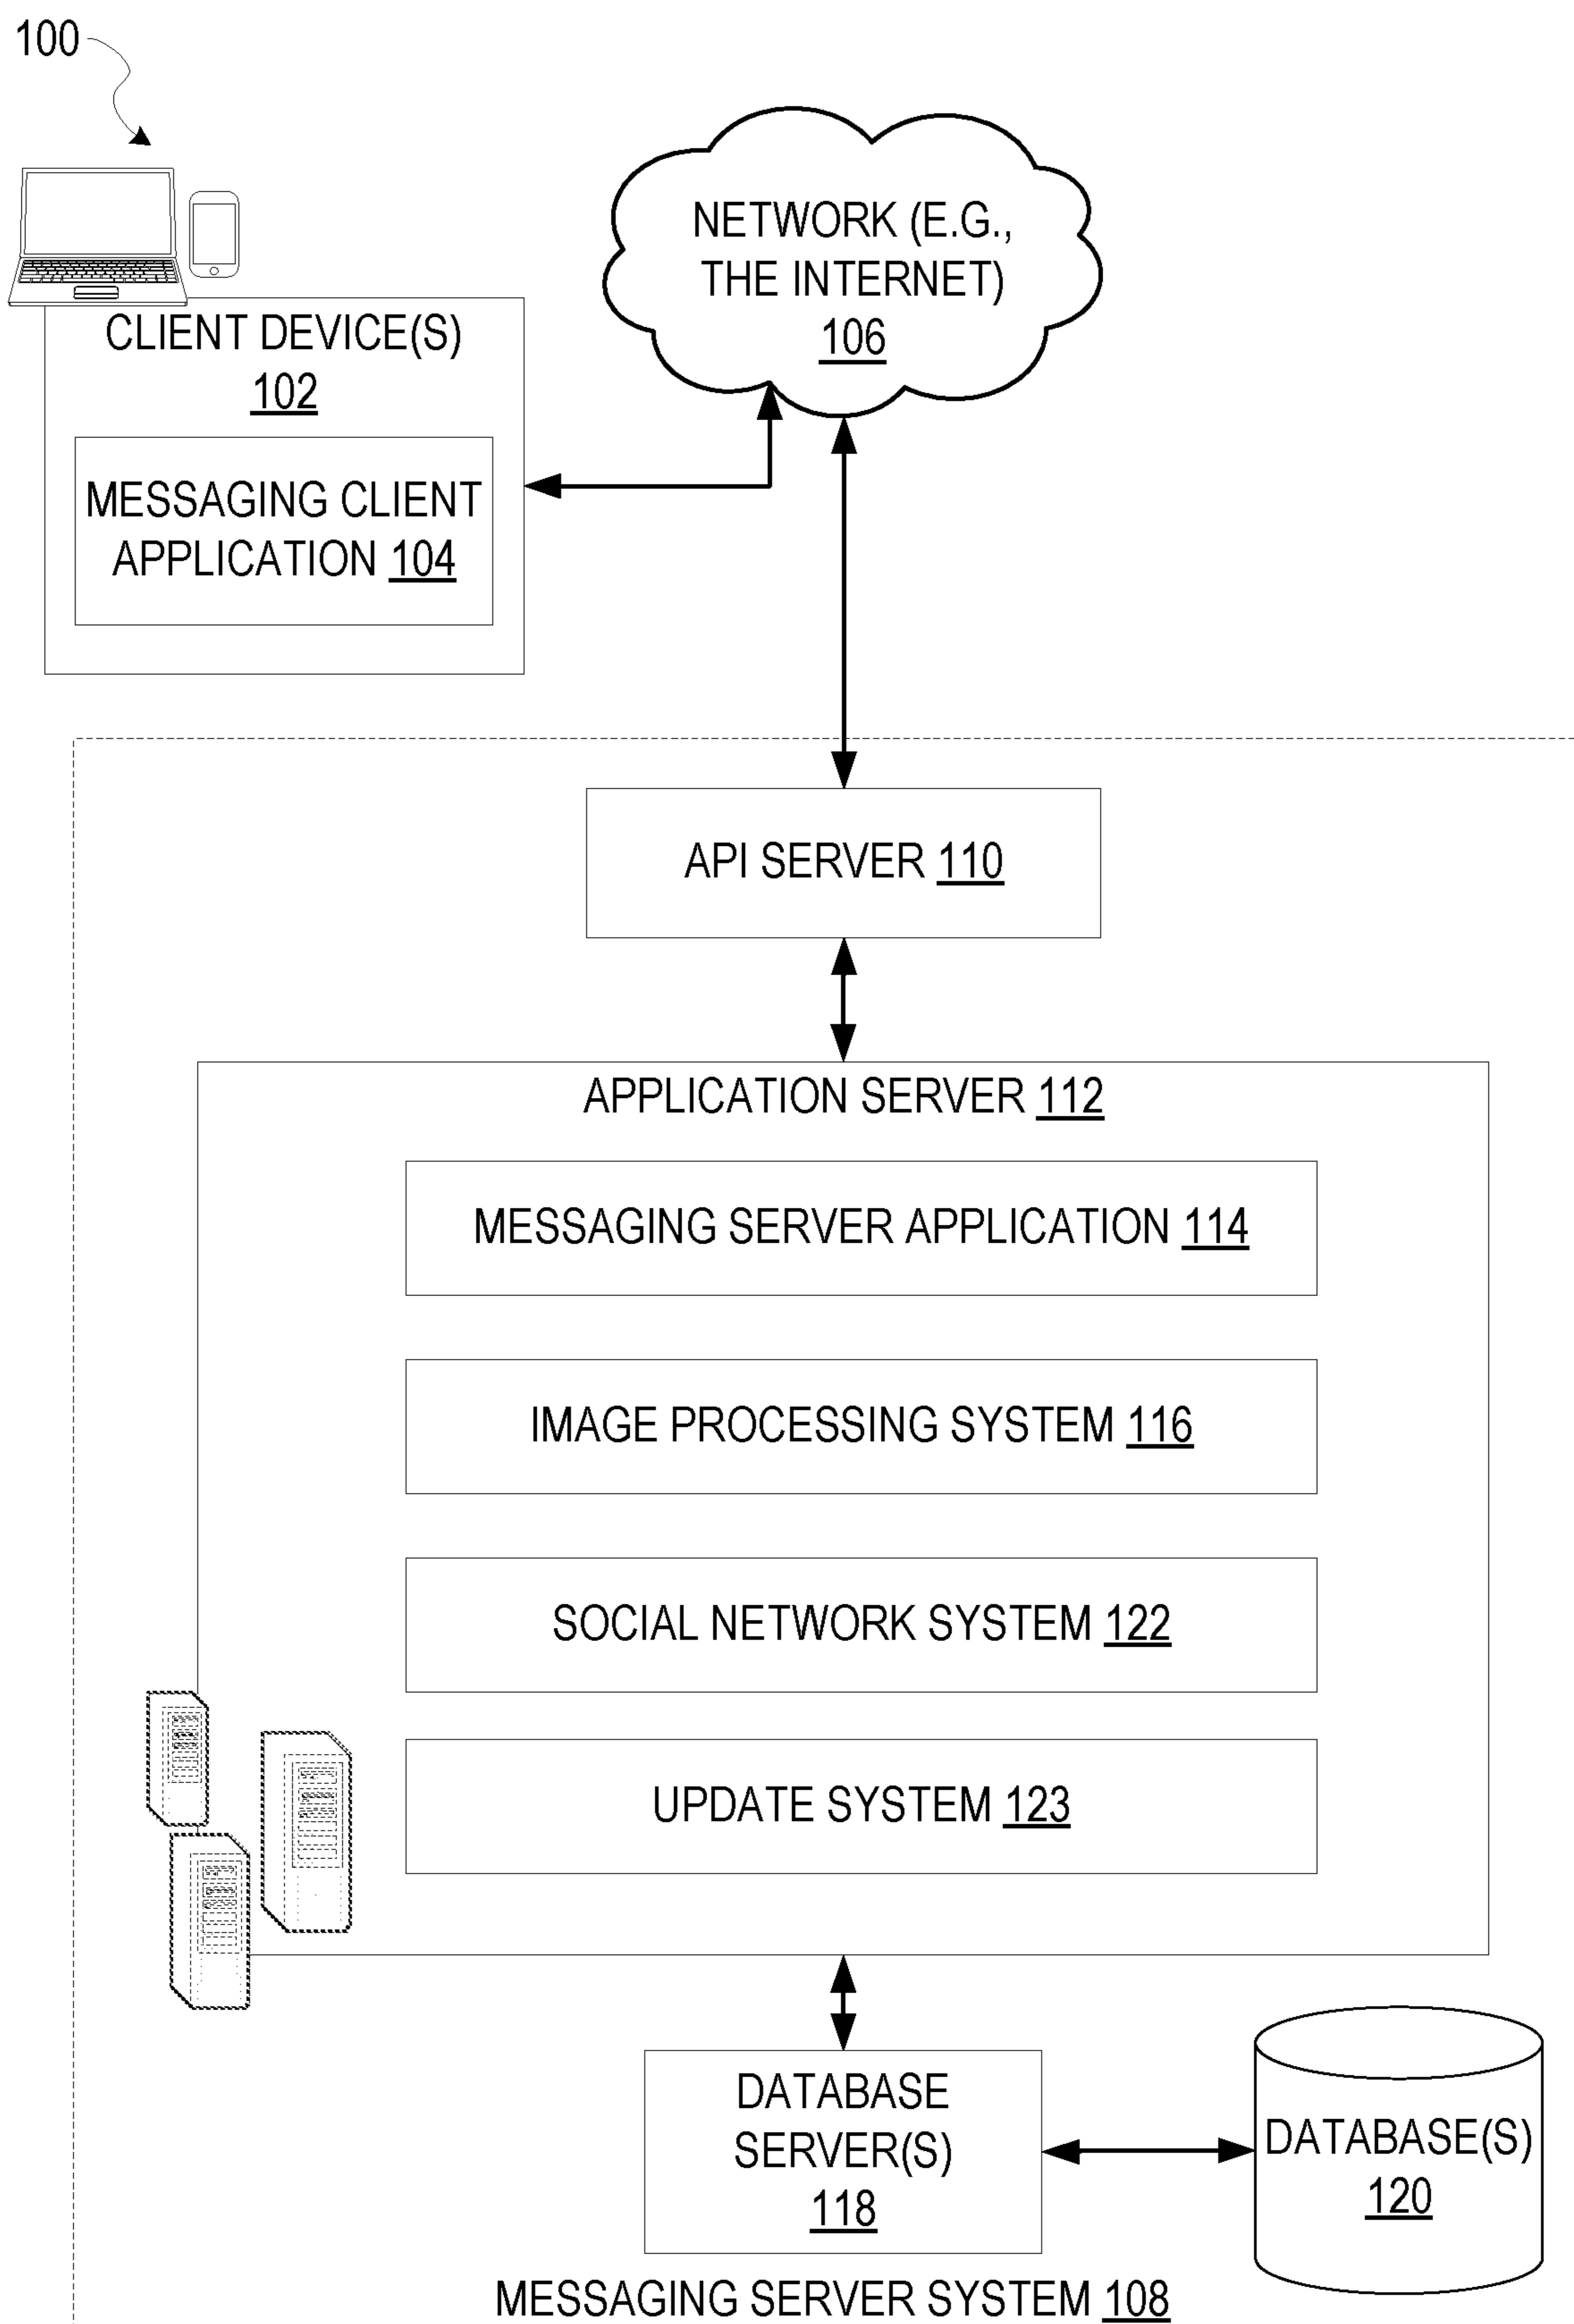 100
NETWORK (E.G.,
THE INTERNET)
106
CLIENT DEVICE(S)
102
MESSAGING CLIENT
APPLICATION 104
API SERVER 110
APPLICATION SERVER 112
MESSAGING SERVER APPLICATION 114
IMAGE PROCESSING SYSTEM 116
SOCIAL NETWORK SYSTEM 122
UPDATE SYSTEM 123
DATABASE
SERVER(S)
118
DATABASE(S)
120
MESSAGING SERVER SYSTEM 108